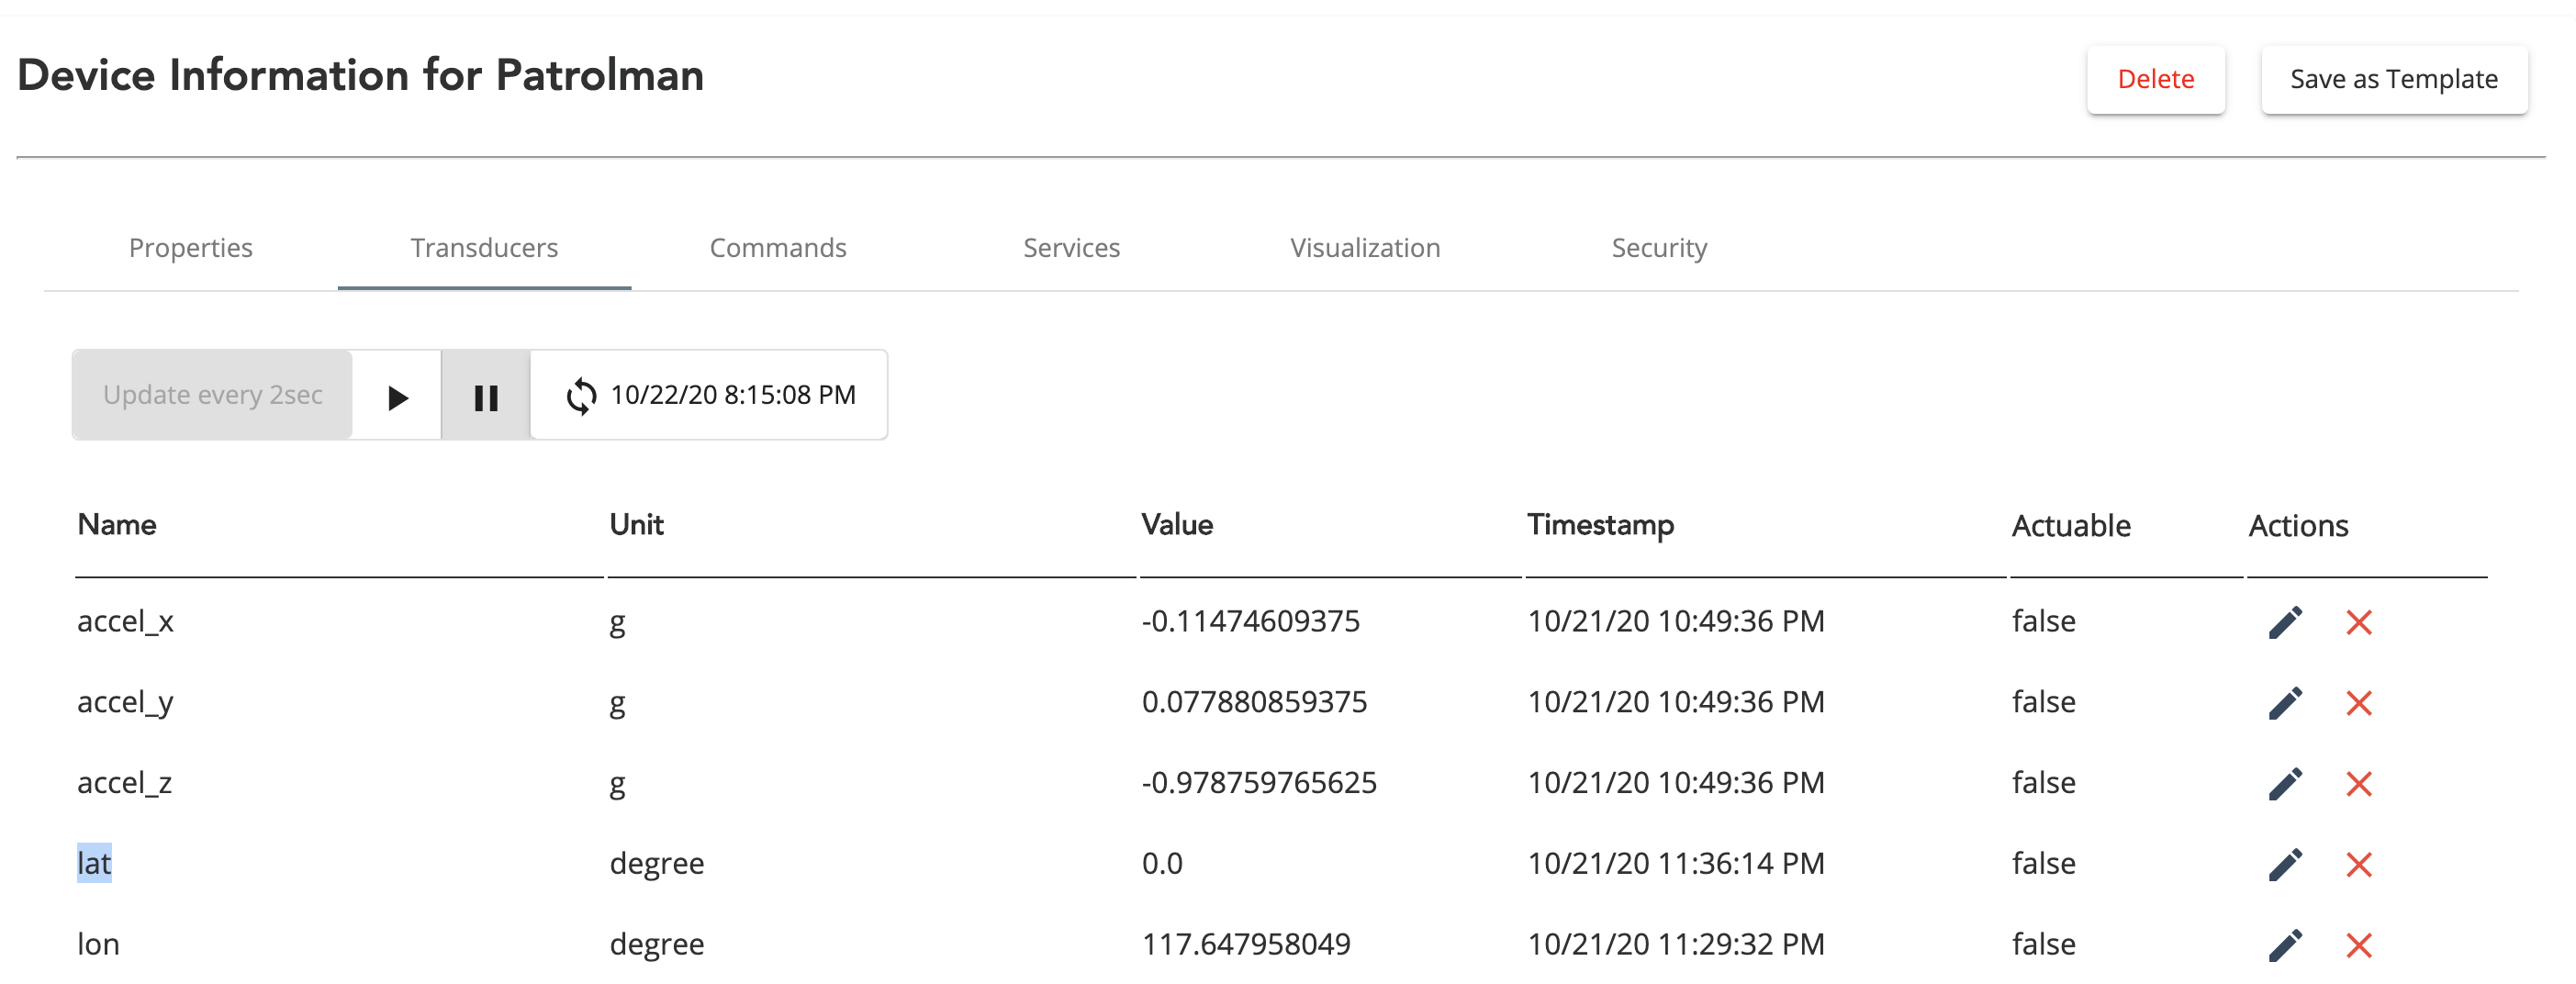 Device Information for Patrolman
Delete
Save as Template
Properties Transducers Commands Services Visualization Security
Update every 2sec 10/22/20 8:15:08 PM
Name Unit Value Timestamp Actuable Actions
accel_x g -0.11474609375 10/21/20 10:49:36 PM false
accel_y g 0.077880859375 10/21/20 10:49:36 PM false
accel_z g -0.978759765625 10/21/20 10:49:36 PM false
lat degree 0.0 10/21/20 11:36:14 PM false
lon degree 117.647958049 10/21/20 11:29:32 PM false